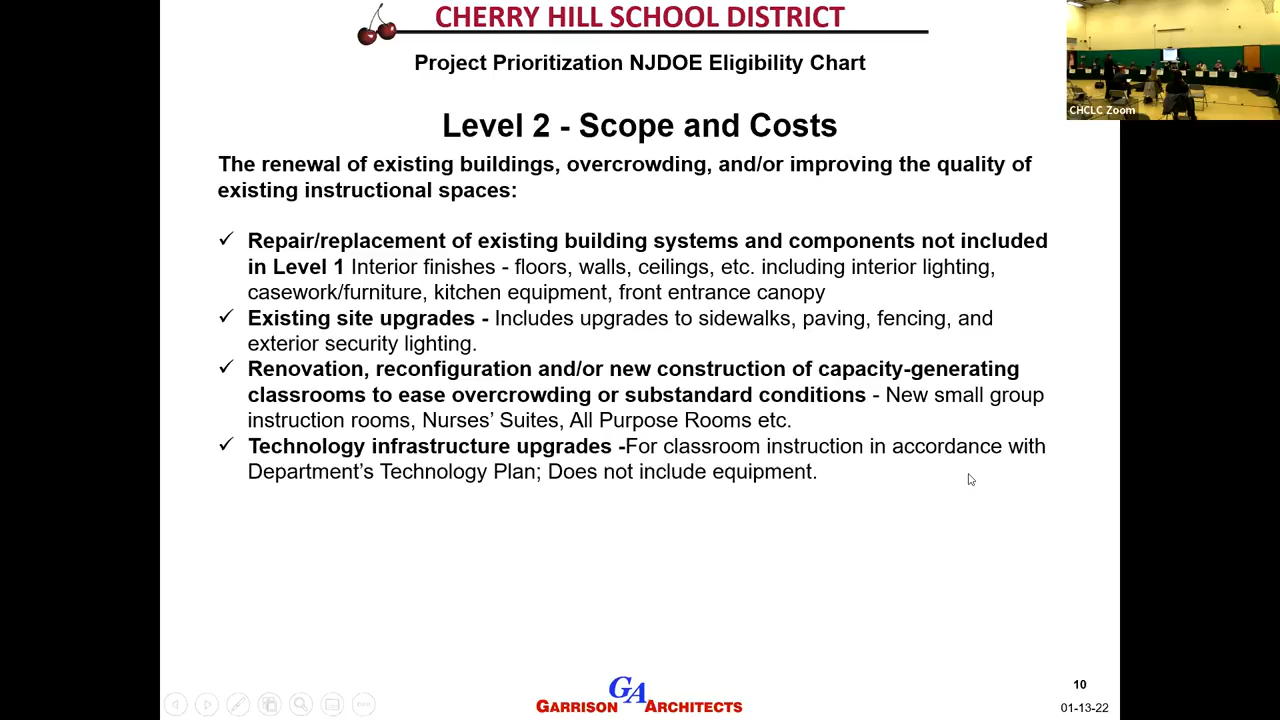 CHERRY HILL SCHOOL DISTRICT
Project Prioritization NJDOE Eligibility Chart
CHCLC Zoom
Level 2 - Scope and Costs
The renewal of existing buildings, overcrowding, and/or improving the quality of
existing instructional spaces:
✓ Repair/replacement of existing building systems and components not included
in Level 1 Interior finishes - floors, walls, ceilings, etc. including interior lighting,
casework/furniture, kitchen equipment, front entrance canopy
✓ Existing site upgrades - Includes upgrades to sidewalks, paving, fencing, and
exterior security lighting.
✓ Renovation, reconfiguration and/or new construction of capacity-generating
classrooms to ease overcrowding or substandard conditions - New small group
instruction rooms, Nurses’ Suites, All Purpose Rooms etc.
✓ Technology infrastructure upgrades -For classroom instruction in accordance with
Department’s Technology Plan; Does not include equipment.
GA
GARRISON ARCHITECTS
10
01-13-22